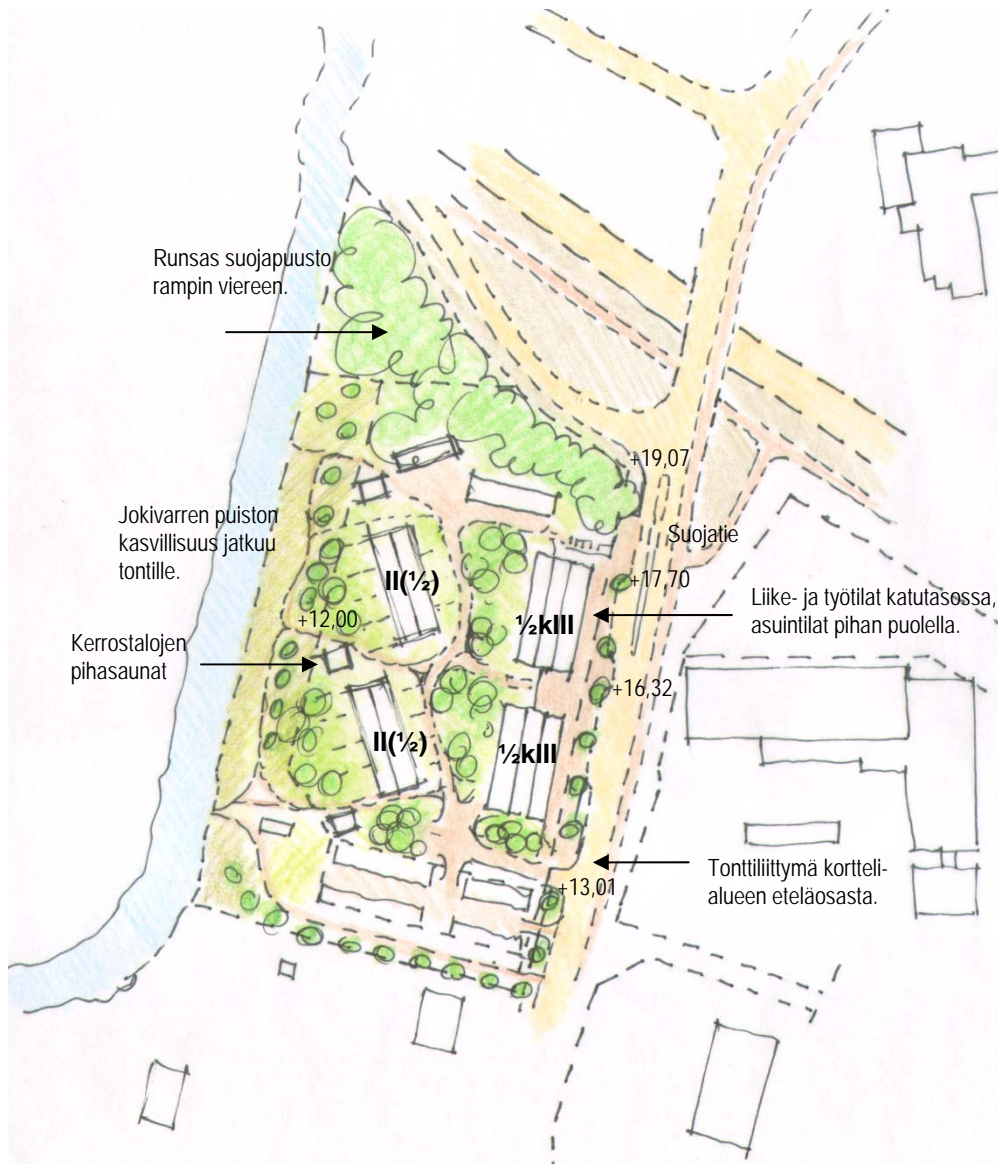 Runsas suojapuusto
rampin viereen.
+19,07
Suojatie
Jokivarren puiston
kasvillisuus jatkuu
tontille.
II(½)
+17,70
½kIII
Liike- ja työtilat katutasossa,
asuintilat pihan puolella.
+12,00
Kerrostalojen
pihasaunat
+16,32
II(½)
½kIII
Tonttiliittymä kortteli-
alueen eteläosasta.
+13,01